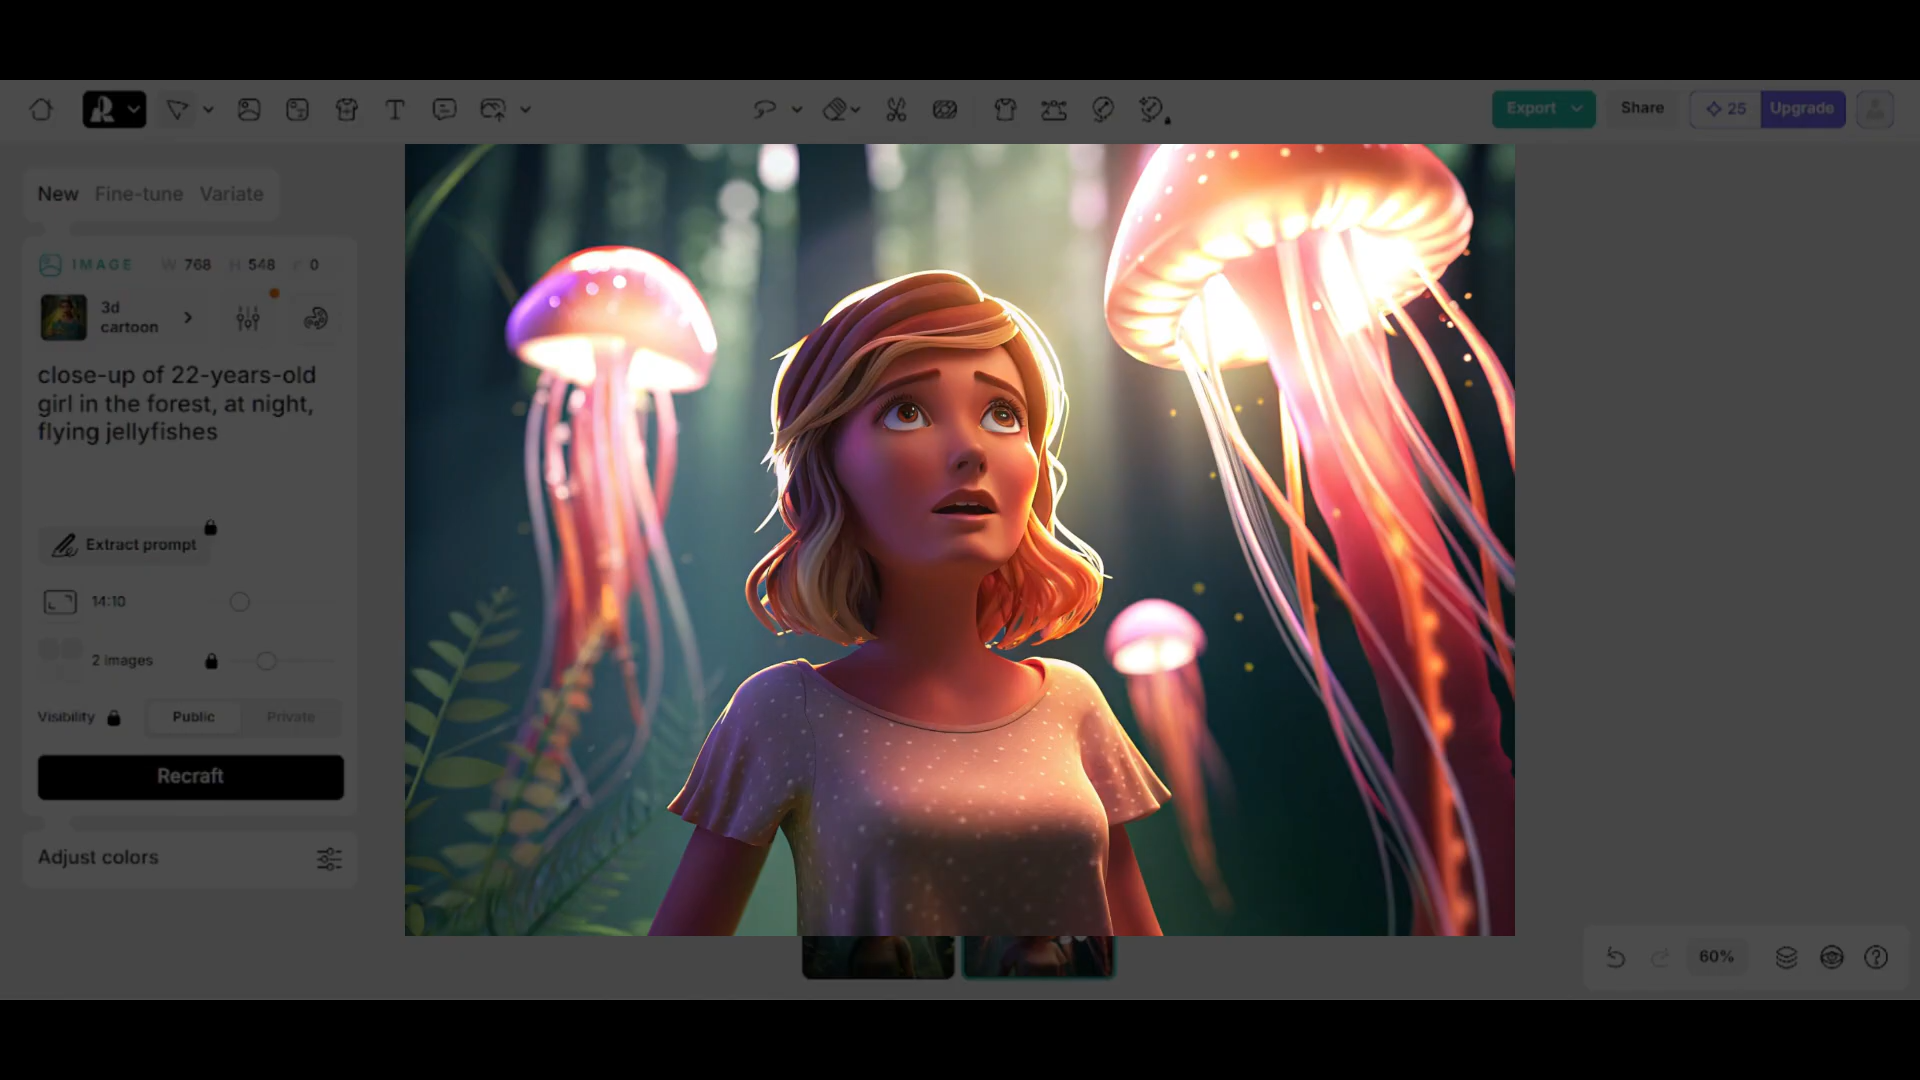 Export
Share
25
Upgrade
New Fine-tune Variate
IMAGE W 768 H 548 r 0
3d
cartoon
close-up of 22-years-old
girl in the forest, at night,
flying jellyfishes
Extract prompt
14:10
2 images
Visibility Public Private
Recraft
Adjust colors
60%